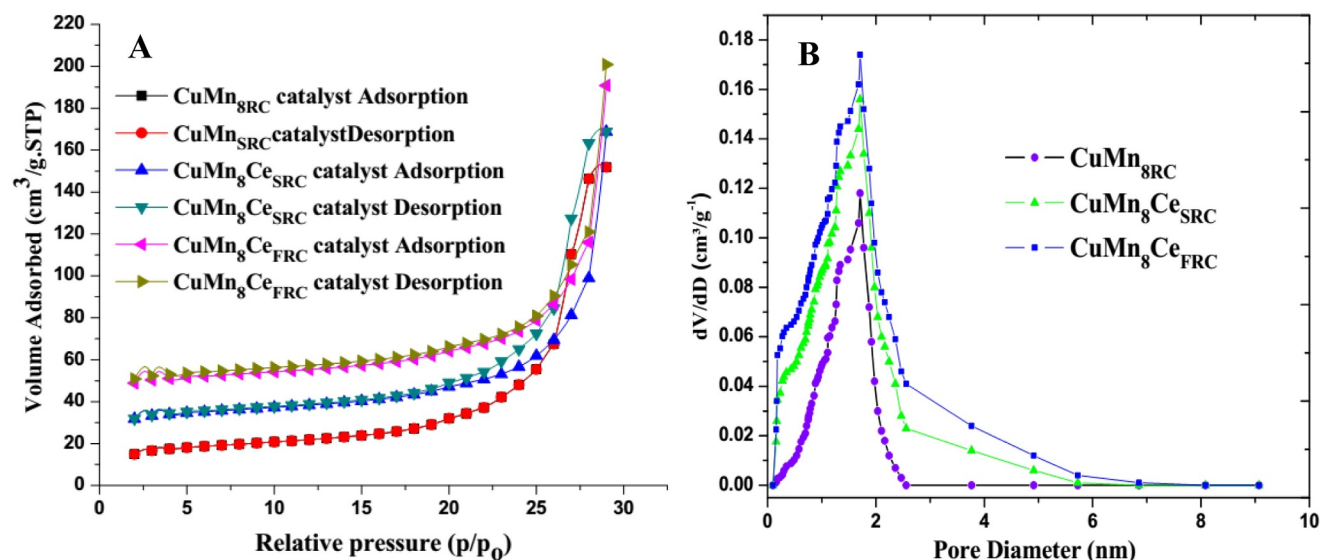 A
220
200
180
160
140
120
100
80
60
40
20
0
Volume Adsorbed (cm³/g.STP)
CuMn8RC catalyst Adsorption
CuMnSRCcatalystDesorption
CuMn8CeSRC catalyst Adsorption
CuMn8CeSRC catalyst Desorption
CuMn8CeFRC catalyst Adsorption
CuMn8CeFRC catalyst Desorption
0 5 10 15 20 25 30 35
Relative pressure (p/po)
B
0.18
0.16
0.14
0.12
0.10
0.08
0.06
0.04
0.02
0.00
dV/dD (cm³/g⁻¹)
CuMn8RC
CuMn8CeSRC
CuMn8CeFRC
0 2 4 6 8 10
Pore Diameter (nm)